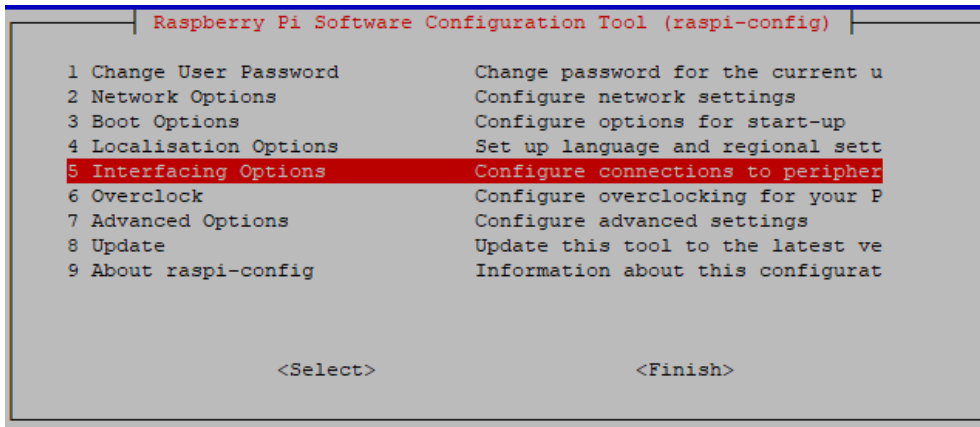 Raspberry Pi Software Configuration Tool (raspi-config)
1 Change User Password Change password for the current u
2 Network Options Configure network settings
3 Boot Options Configure options for start-up
4 Localisation Options Set up language and regional sett
5 Interfacing Options Configure connections to peripher
6 Overclock Configure overclocking for your P
7 Advanced Options Configure advanced settings
8 Update Update this tool to the latest ve
9 About raspi-config Information about this configurat
<Select> <Finish>